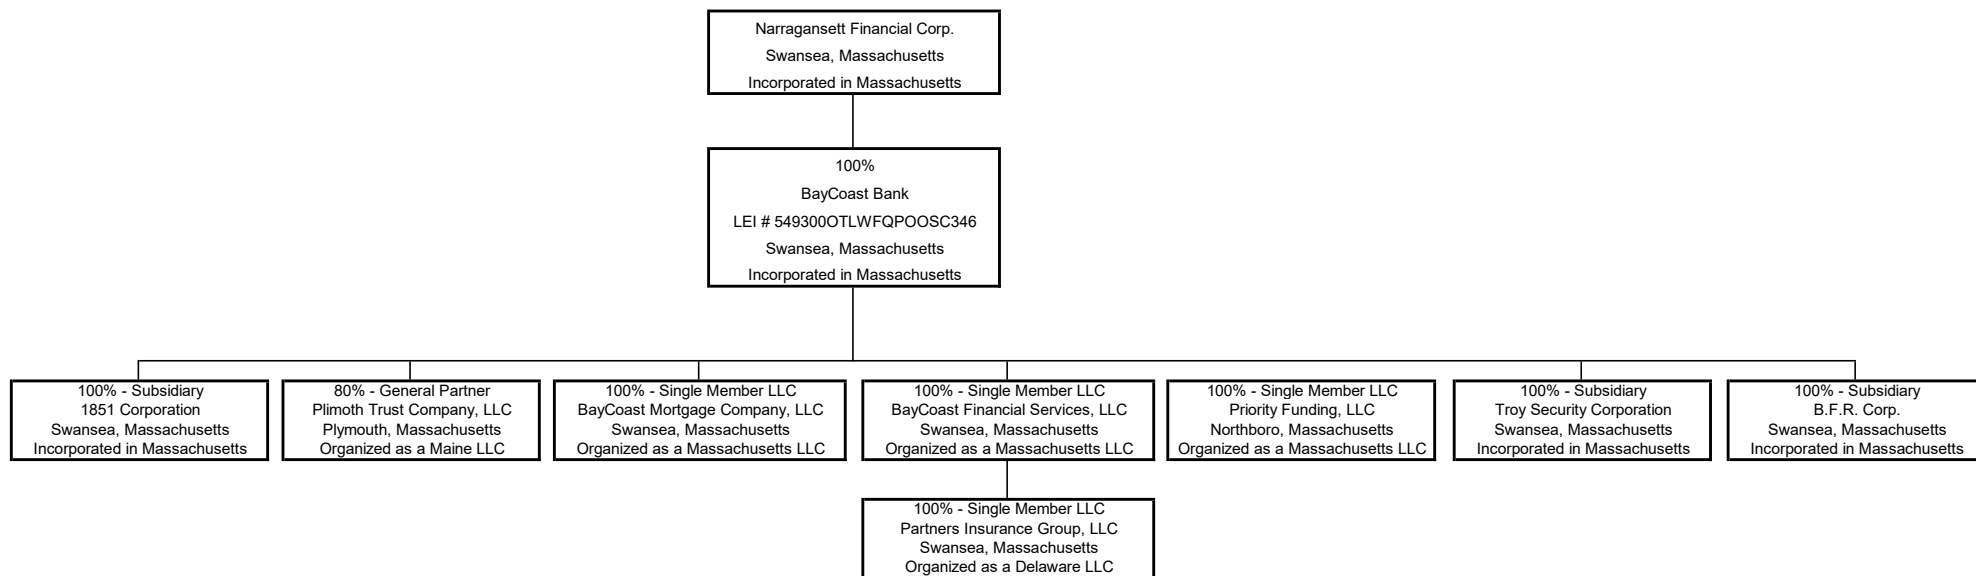 Narragansett Financial Corp.
Swansea, Massachusetts
Incorporated in Massachusetts
100%
BayCoast Bank
LEI # 549300OTLWFQPOOSC346
Swansea, Massachusetts
Incorporated in Massachusetts
100% - Subsidiary
1851 Corporation
Swansea, Massachusetts
Incorporated in Massachusetts
80% - General Partner
Plimoth Trust Company, LLC
Plymouth, Massachusetts
Organized as a Maine LLC
100% - Single Member LLC
BayCoast Mortgage Company, LLC
Swansea, Massachusetts
Organized as a Massachusetts LLC
100% - Single Member LLC
BayCoast Financial Services, LLC
Swansea, Massachusetts
Organized as a Massachusetts LLC
100% - Single Member LLC
Priority Funding, LLC
Northboro, Massachusetts
Organized as a Massachusetts LLC
100% - Subsidiary
Troy Security Corporation
Swansea, Massachusetts
Incorporated in Massachusetts
100% - Subsidiary
B.F.R. Corp.
Swansea, Massachusetts
Incorporated in Massachusetts
100% - Single Member LLC
Partners Insurance Group, LLC
Swansea, Massachusetts
Organized as a Delaware LLC